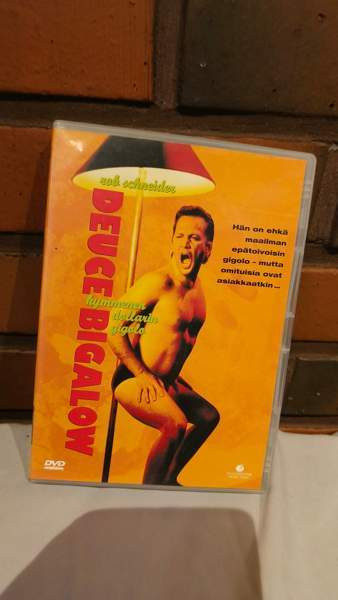 rob schneider
DEUCE BIGALOW
kymmenen
dollarin
gigolo
Hän on ehkä
maailman
epätoivoisin
gigolo - mutta
omituisia ovat
asiakkaatkin...
DVD